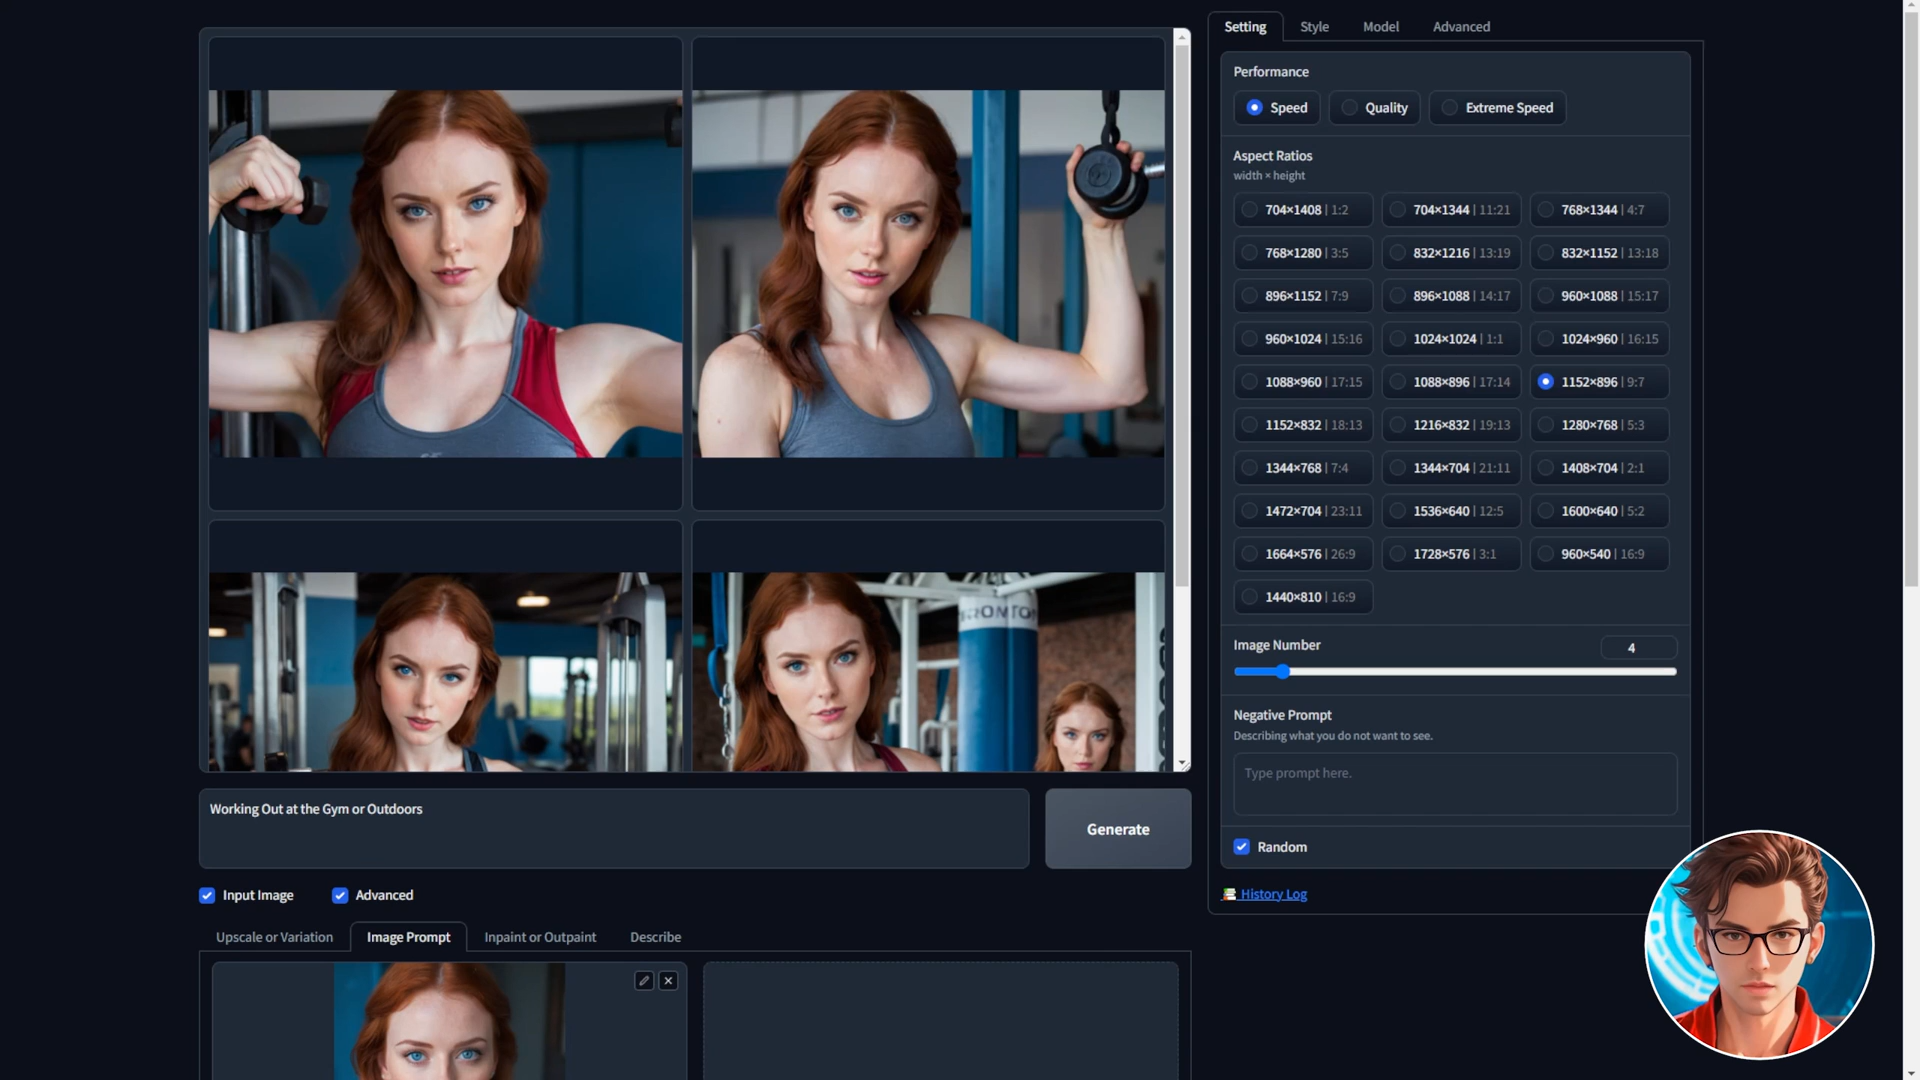 Setting Style Model Advanced
Performance
Speed Quality Extreme Speed
Aspect Ratios
width × height
704×1408 | 1:2 704×1344 | 11:21 768×1344 | 4:7
768×1280 | 3:5 832×1216 | 13:19 832×1152 | 13:18
896×1152 | 7:9 896×1088 | 14:17 960×1088 | 15:17
960×1024 | 15:16 1024×1024 | 1:1 1024×960 | 16:15
1088×960 | 17:15 1088×896 | 17:14 1152×896 | 9:7
1152×832 | 18:13 1216×832 | 19:13 1280×768 | 5:3
1344×768 | 7:4 1344×704 | 21:11 1408×704 | 2:1
1472×704 | 23:11 1536×640 | 12:5 1600×640 | 5:2
1664×576 | 26:9 1728×576 | 3:1 960×540 | 16:9
1440×810 | 16:9
Image Number 4
Negative Prompt
Describing what you do not want to see.
Type prompt here.
Random
History Log
Working Out at the Gym or Outdoors
Generate
Input Image Advanced
Upscale or Variation Image Prompt Inpaint or Outpaint Describe